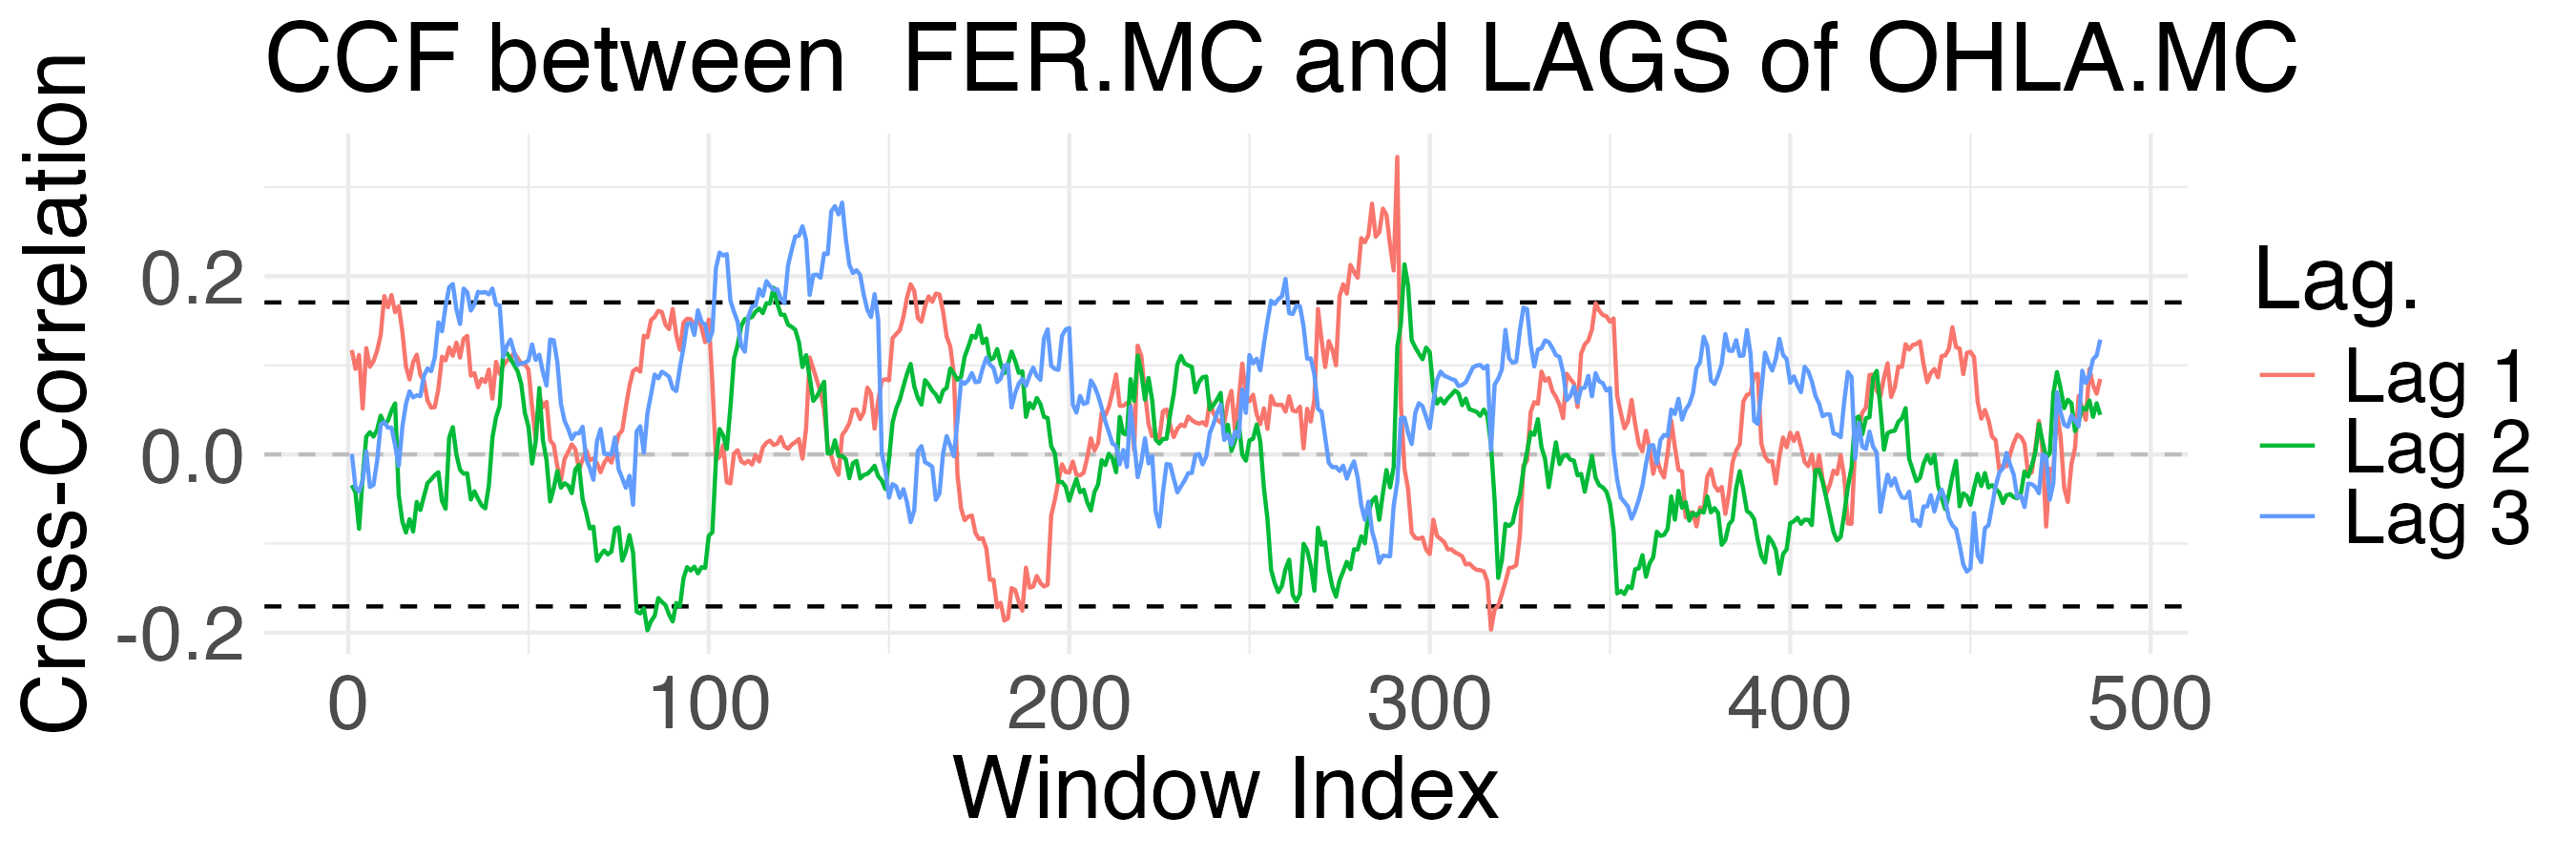 CCF between  FER.MC and LAGS of OHLA.MC
Cross-Correlation
0.2
0.0
-0.2
0 100 200 300 400 500
Window Index
Lag.
Lag 1
Lag 2
Lag 3